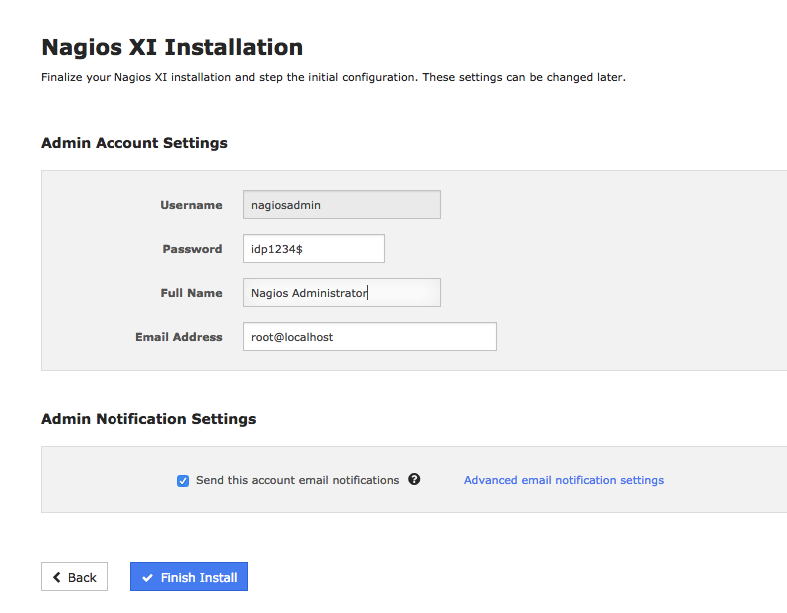 Nagios XI Installation
Finalize your Nagios XI installation and step the initial configuration. These settings can be changed later.
Admin Account Settings
Username nagiosadmin
Password idp1234$
Full Name Nagios Administrator
Email Address root@localhost
Admin Notification Settings
Send this account email notifications ? Advanced email notification settings
Back Finish Install